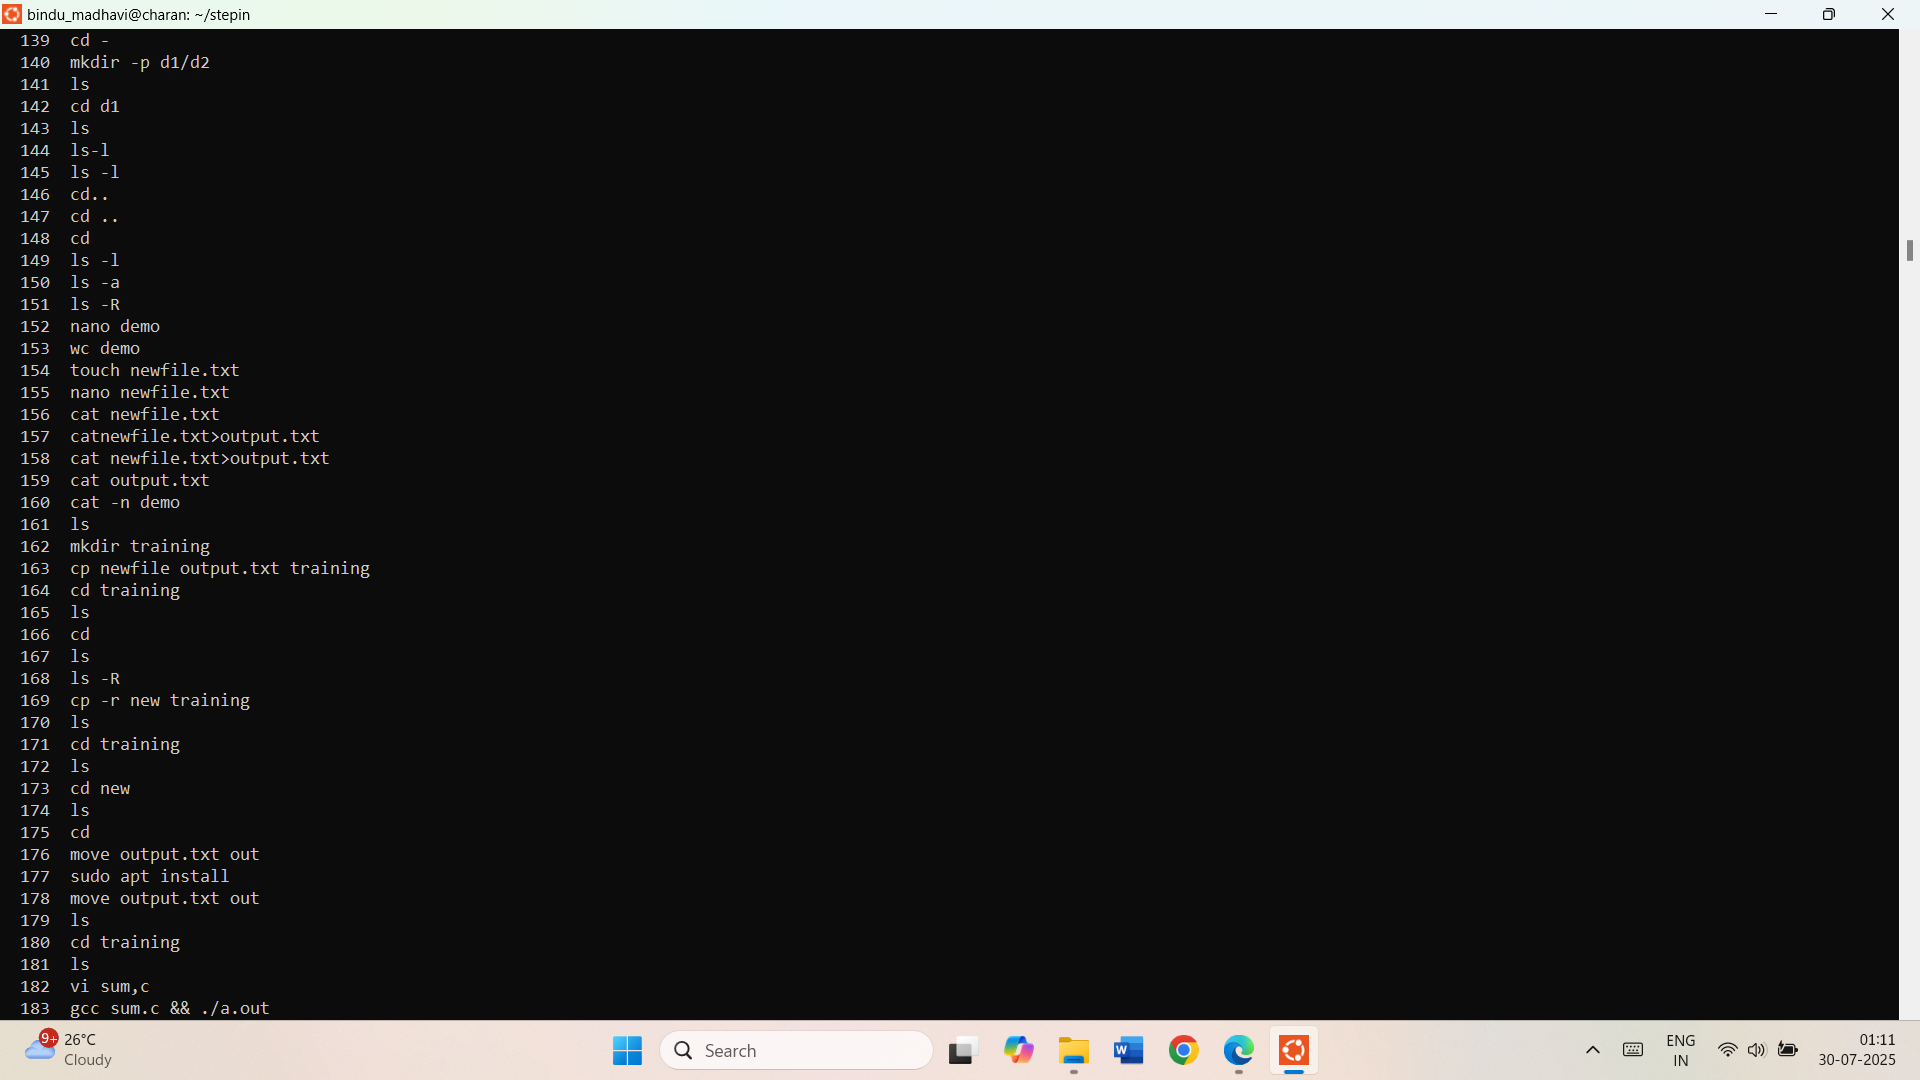 bindu_madhavi@charan: ~/stepin
139 cd -
140 mkdir -p d1/d2
141 ls
142 cd d1
143 ls
144 ls-l
145 ls -l
146 cd..
147 cd ..
148 cd
149 ls -l
150 ls -a
151 ls -R
152 nano demo
153 wc demo
154 touch newfile.txt
155 nano newfile.txt
156 cat newfile.txt
157 catnewfile.txt>output.txt
158 cat newfile.txt>output.txt
159 cat output.txt
160 cat -n demo
161 ls
162 mkdir training
163 cp newfile output.txt training
164 cd training
165 ls
166 cd
167 ls
168 ls -R
169 cp -r new training
170 ls
171 cd training
172 ls
173 cd new
174 ls
175 cd
176 move output.txt out
177 sudo apt install
178 move output.txt out
179 ls
180 cd training
181 ls
182 vi sum,c
183 gcc sum.c && ./a.out
9+
26°C
Cloudy
Search
W
ENG
IN
01:11
30-07-2025